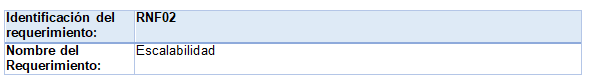 Identificación del RNF02
requerimiento:
Nombre del Escalabilidad
Requerimiento: